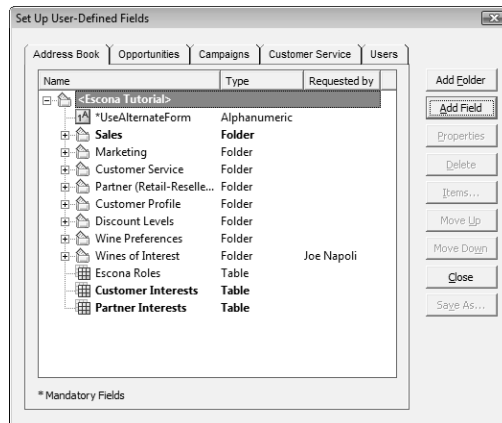 Set Up User-Defined Fields
Address Book Opportunities Campaigns Customer Service Users
Name Type Requested by
<Escona Tutorial>
*UseAlternateForm Alphanumeric
Sales Folder
Marketing Folder
Customer Service Folder
Partner (Retail-Reselle... Folder
Customer Profile Folder
Discount Levels Folder
Wine Preferences Folder
Wines of Interest Folder Joe Napoli
Escona Roles Table
Customer Interests Table
Partner Interests Table
* Mandatory Fields
Add Folder
Add Field
Properties
Delete
Items...
Move Up
Move Down
Close
Save As...